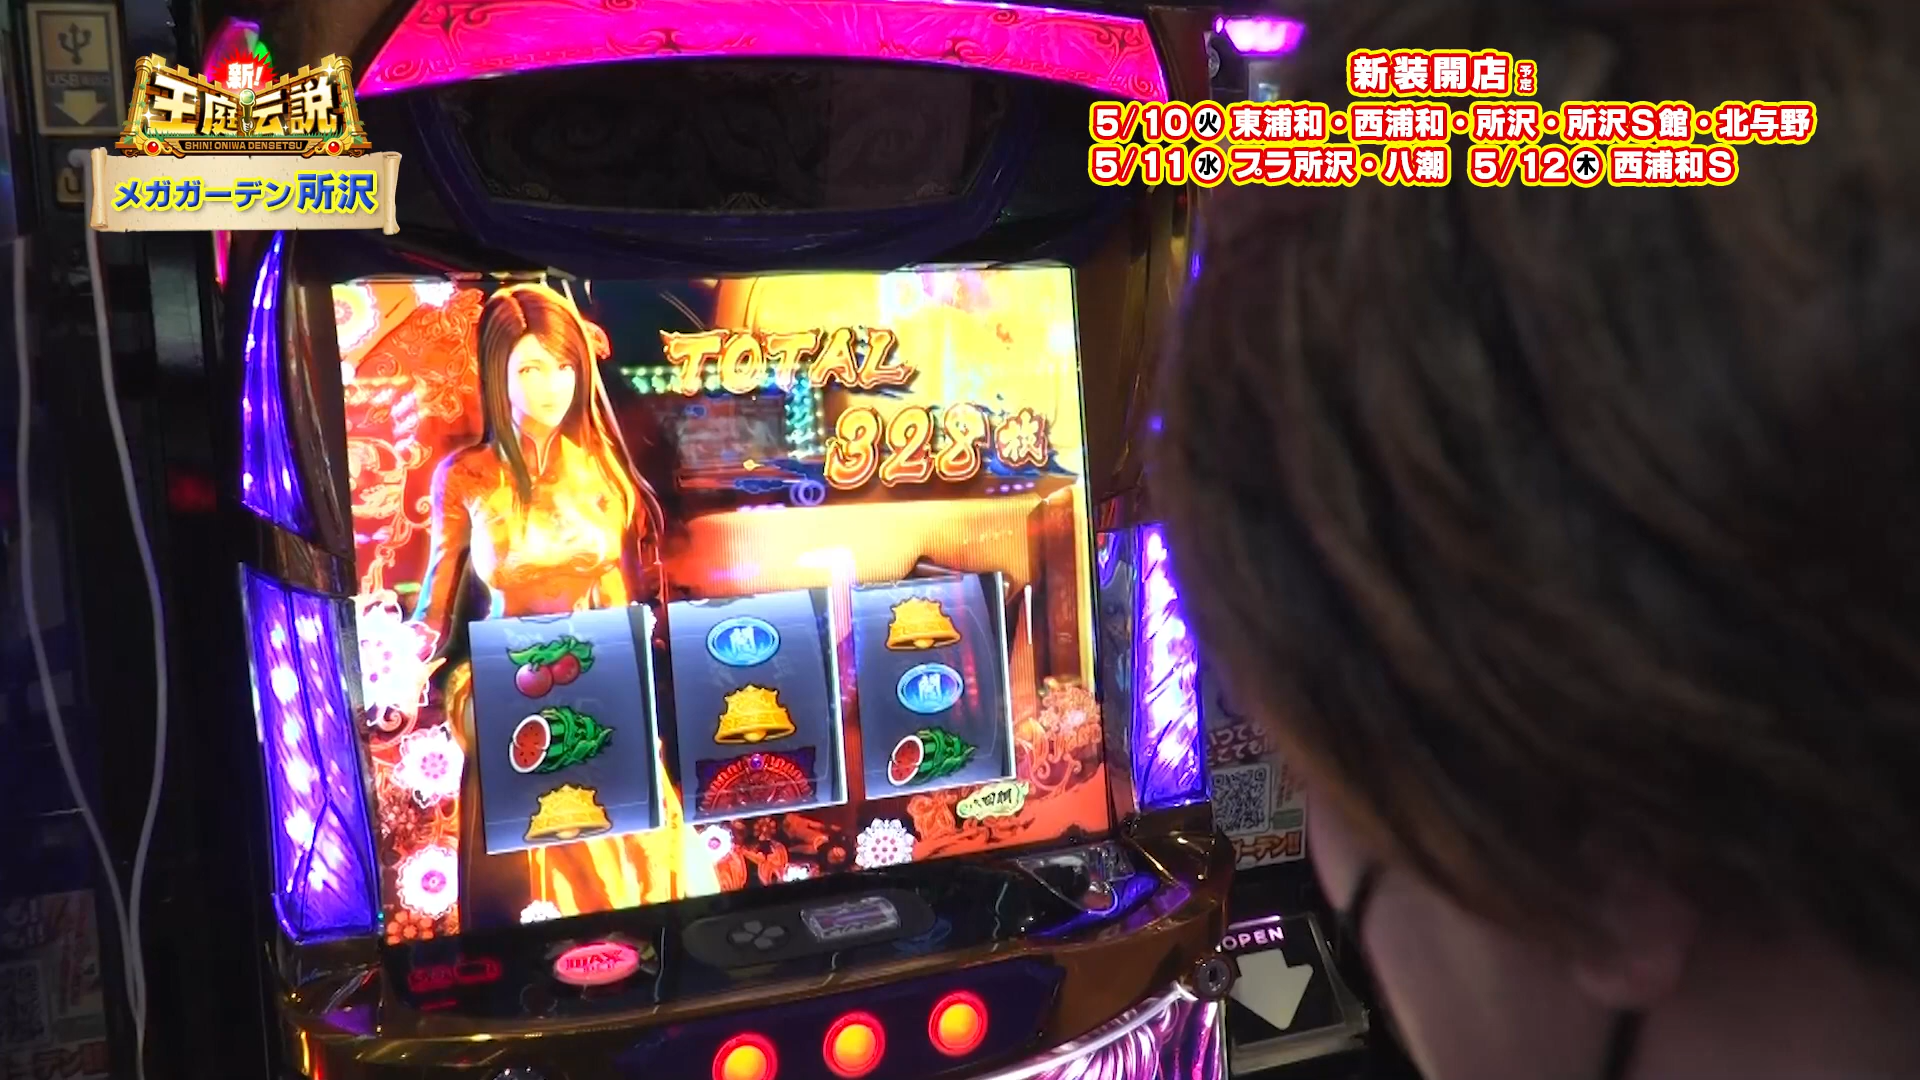 新!
王庭伝説
SHIN! ONIWA DENSETSU
メガガーデン所沢
新装開店 予定
5/10㊋ 東浦和・西浦和・所沢・所沢S館・北与野
5/11㊌ プラ所沢・八潮 5/12㊍ 西浦和S
USB
TOTAL
328枚
MAX
OPEN